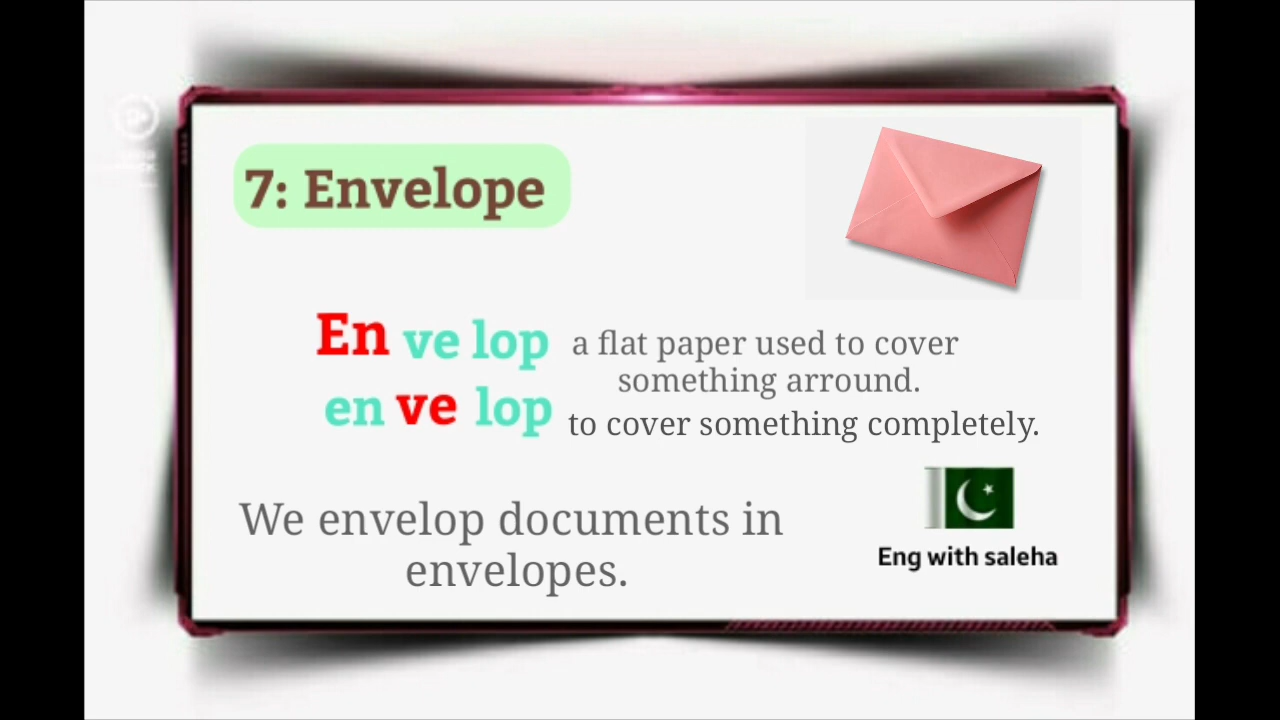 7: Envelope
En ve lop
a flat paper used to cover
something arround.
en ve lop
to cover something completely.
We envelop documents in
envelopes.
Eng with saleha